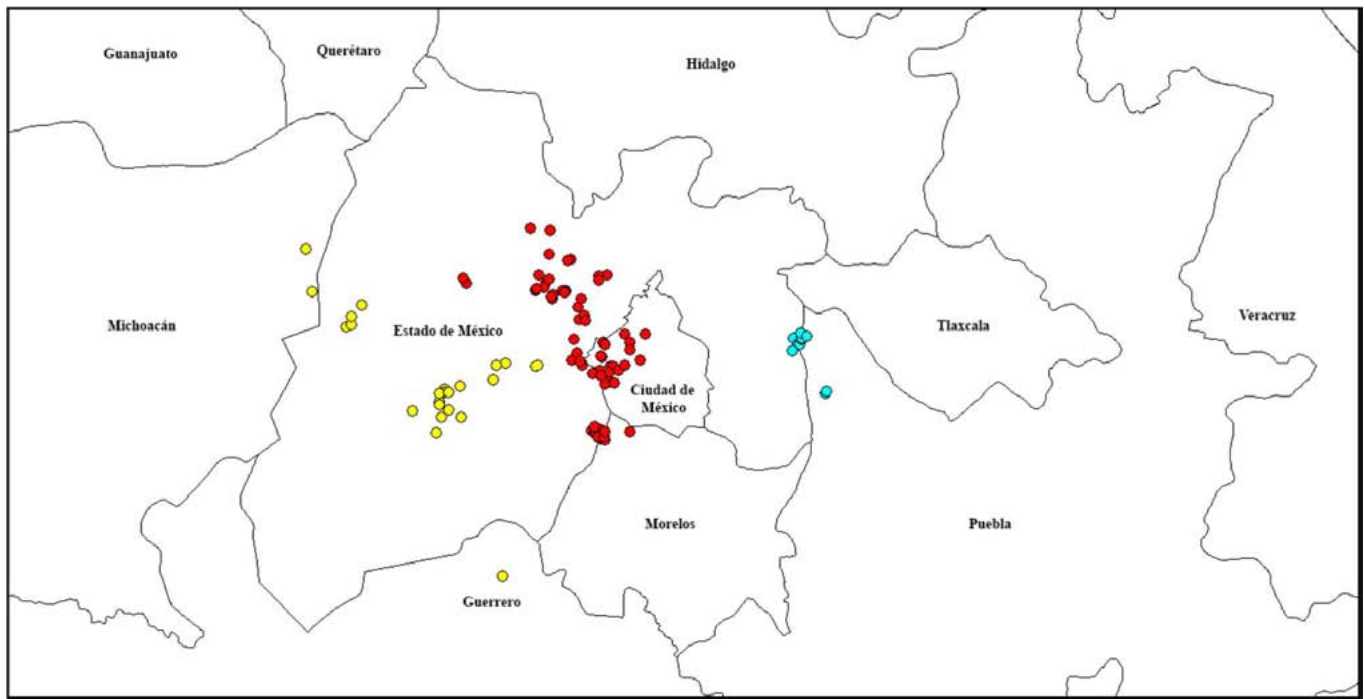 Guanajuato
Querétaro
Hidalgo
Michoacán
Estado de México
Tlaxcala
Veracruz
Ciudad de
México
Morelos
Puebla
Guerrero